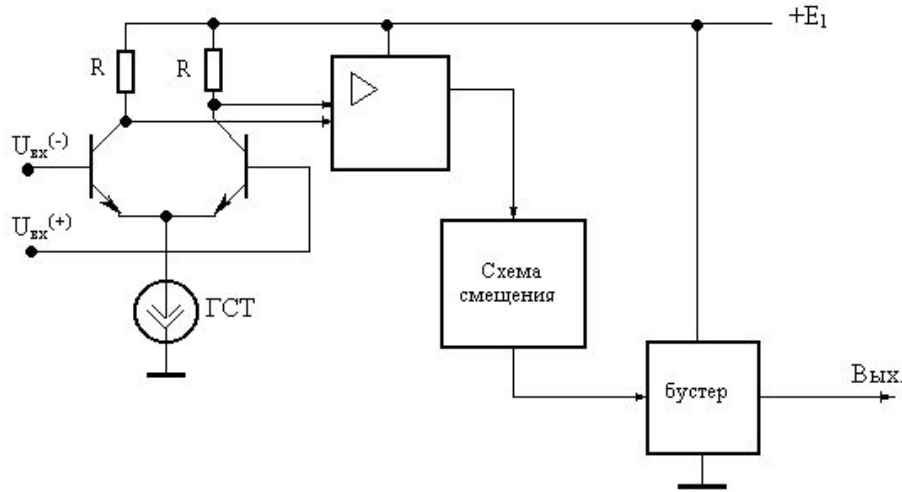 +E₁
R
R
Uвх(-)
Uвх(+)
ГСТ
Схема
смещения
бустер
Вых.